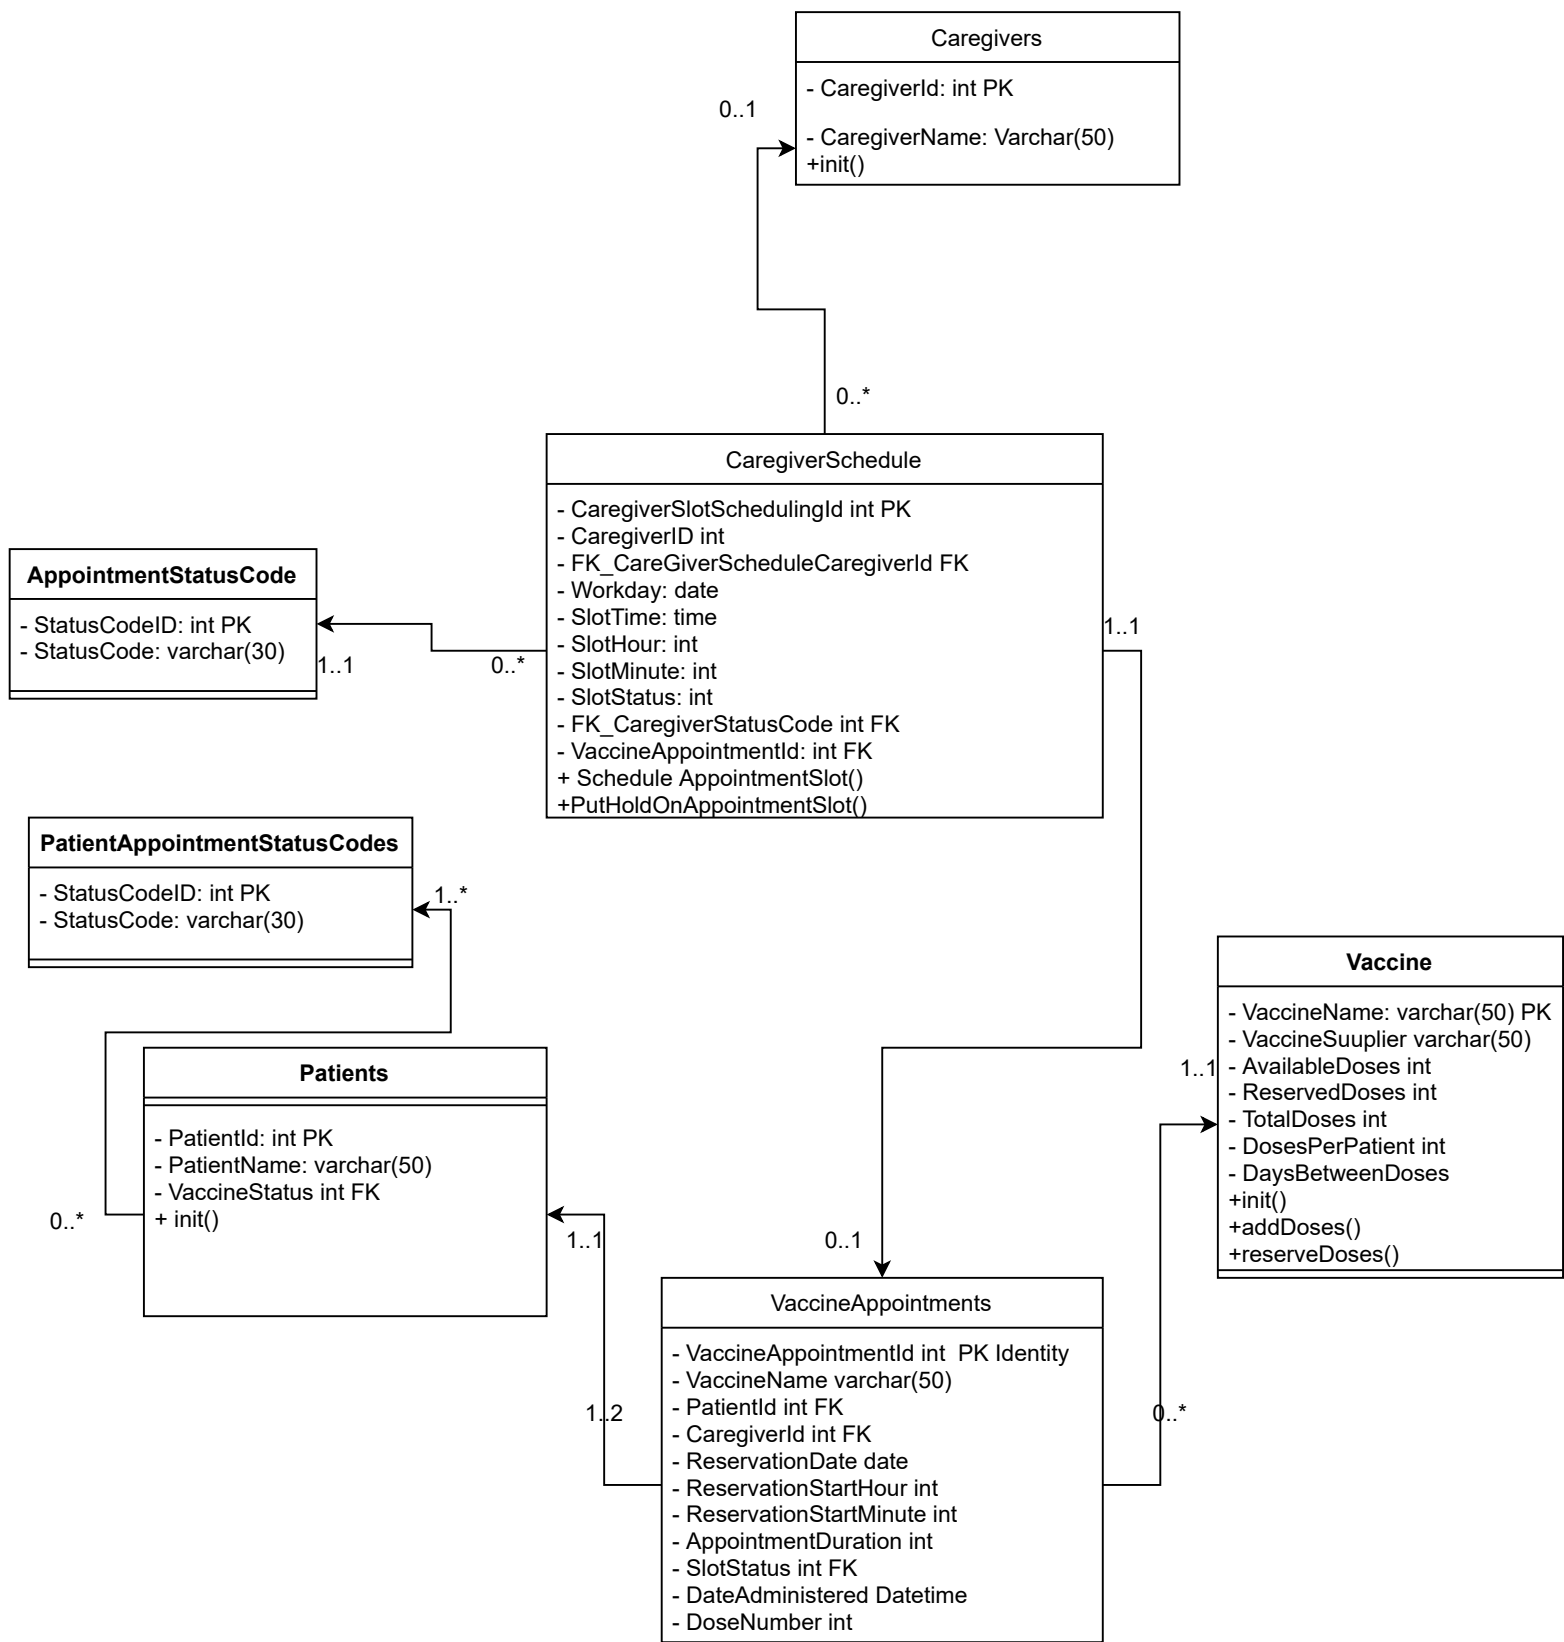 Caregivers
- CaregiverId: int PK
- CaregiverName: Varchar(50)
+init()
0..1
0..*
CaregiverSchedule
- CaregiverSlotSchedulingId int PK
- CaregiverID int
- FK_CareGiverScheduleCaregiverId FK
- Workday: date
- SlotTime: time
- SlotHour: int
- SlotMinute: int
- SlotStatus: int
- FK_CaregiverStatusCode int FK
- VaccineAppointmentId: int FK
+ Schedule AppointmentSlot()
+PutHoldOnAppointmentSlot()
AppointmentStatusCode
- StatusCodeID: int PK
- StatusCode: varchar(30)
1..1
0..*
1..1
PatientAppointmentStatusCodes
- StatusCodeID: int PK
- StatusCode: varchar(30)
1..*
Patients
- PatientId: int PK
- PatientName: varchar(50)
- VaccineStatus int FK
+ init()
0..*
1..1
1..2
0..1
VaccineAppointments
- VaccineAppointmentId int  PK Identity
- VaccineName varchar(50)
- PatientId int FK
- CaregiverId int FK
- ReservationDate date
- ReservationStartHour int
- ReservationStartMinute int
- AppointmentDuration int
- SlotStatus int FK
- DateAdministered Datetime
- DoseNumber int
0..*
1..1
Vaccine
- VaccineName: varchar(50) PK
- VaccineSuuplier varchar(50)
- AvailableDoses int
- ReservedDoses int
- TotalDoses int
- DosesPerPatient int
- DaysBetweenDoses
+init()
+addDoses()
+reserveDoses()